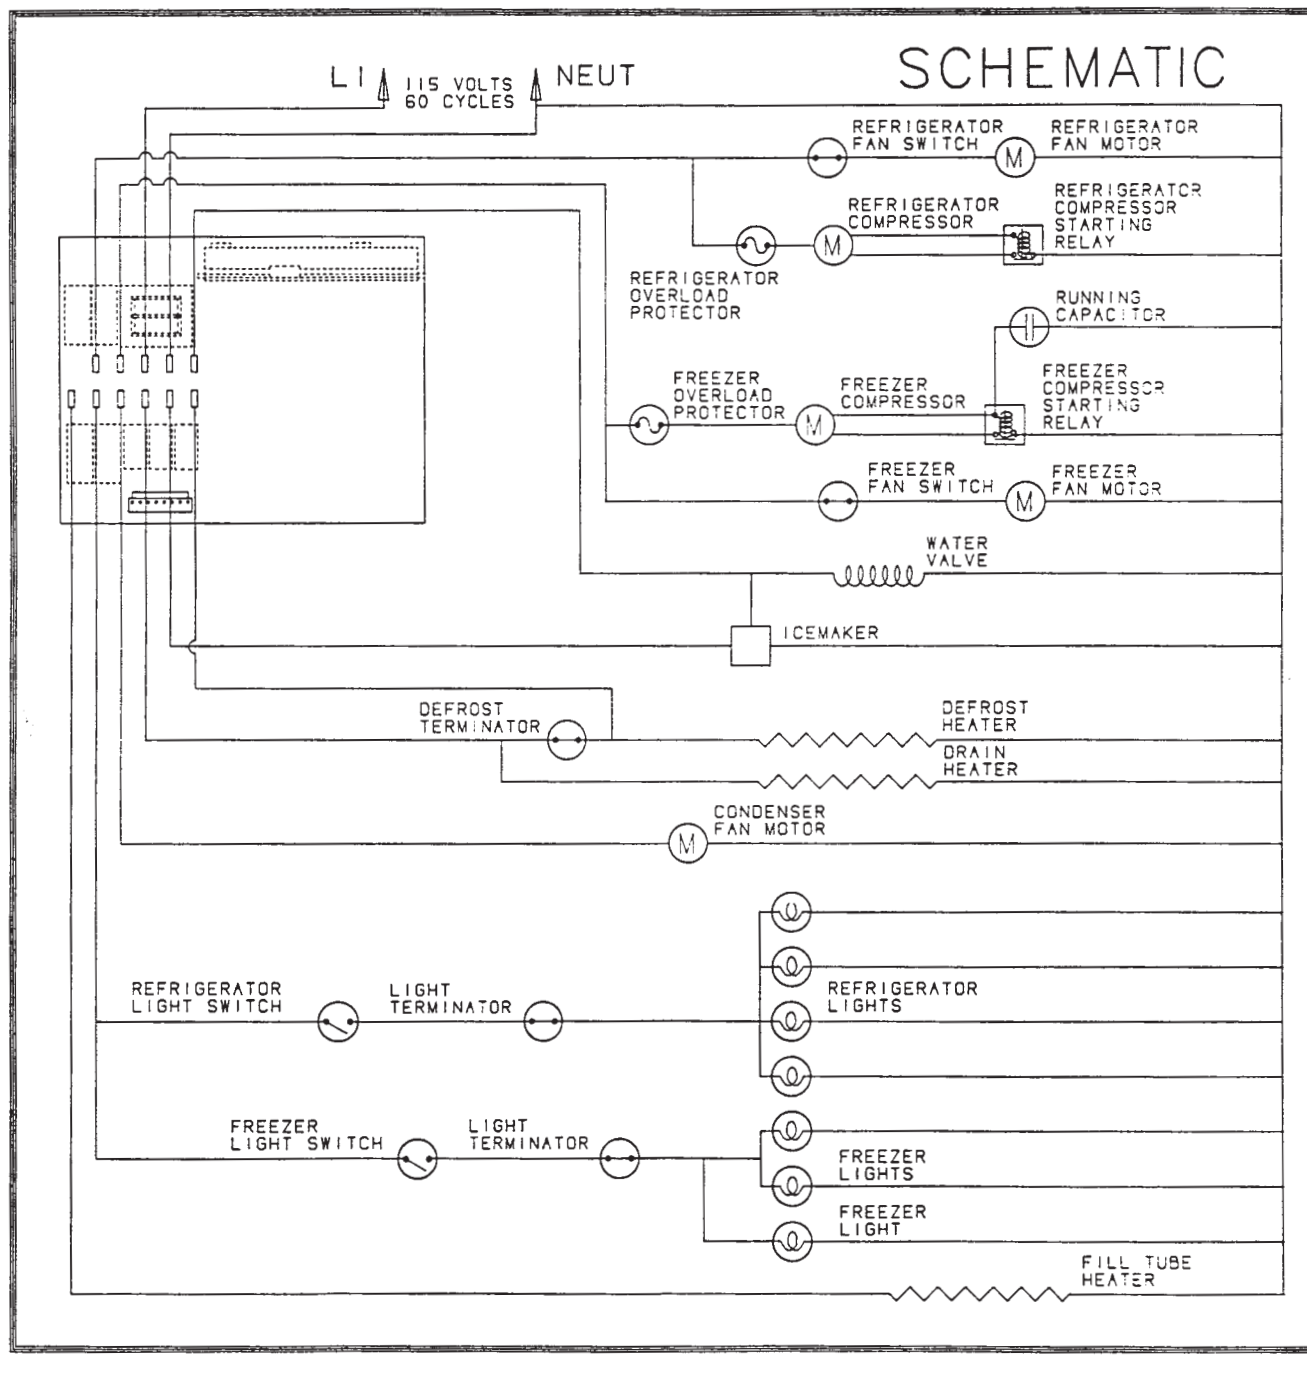 SCHEMATIC
L1
115 VOLTS
60 CYCLES
NEUT
REFRIGERATOR
FAN SWITCH
M
REFRIGERATOR
FAN MOTOR
REFRIGERATOR
COMPRESSOR
M
REFRIGERATOR
COMPRESSOR
STARTING
RELAY
REFRIGERATOR
OVERLOAD
PROTECTOR
RUNNING
CAPACITOR
FREEZER
OVERLOAD
PROTECTOR
FREEZER
COMPRESSOR
M
FREEZER
COMPRESSOR
STARTING
RELAY
FREEZER
FAN SWITCH
M
FREEZER
FAN MOTOR
WATER
VALVE
ICEMAKER
DEFROST
TERMINATOR
DEFROST
HEATER
DRAIN
HEATER
CONDENSER
FAN MOTOR
M
REFRIGERATOR
LIGHT SWITCH
LIGHT
TERMINATOR
REFRIGERATOR
LIGHTS
FREEZER
LIGHT SWITCH
LIGHT
TERMINATOR
FREEZER
LIGHTS
FREEZER
LIGHT
FILL TUBE
HEATER